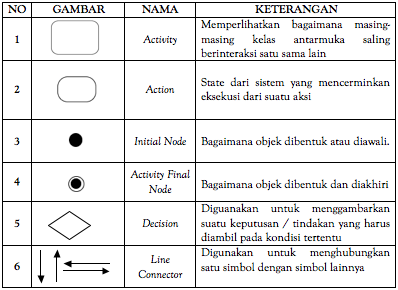 NO GAMBAR NAMA KETERANGAN
1 Activity Memperlihatkan bagaimana masing-
masing kelas antarmuka saling
berinteraksi satu sama lain
2 Action State dari sistem yang mencerminkan
eksekusi dari suatu aksi
3 Initial Node Bagaimana objek dibentuk atau diawali.
4 Activity Final
Node
Bagaimana objek dibentuk dan diakhiri
5 Decision Diguanakan untuk menggambarkan
suatu keputusan / tindakan yang harus
diambil pada kondisi tertentu
6 Line
Connector
Digunakan untuk menghubungkan
satu simbol dengan simbol lainnya